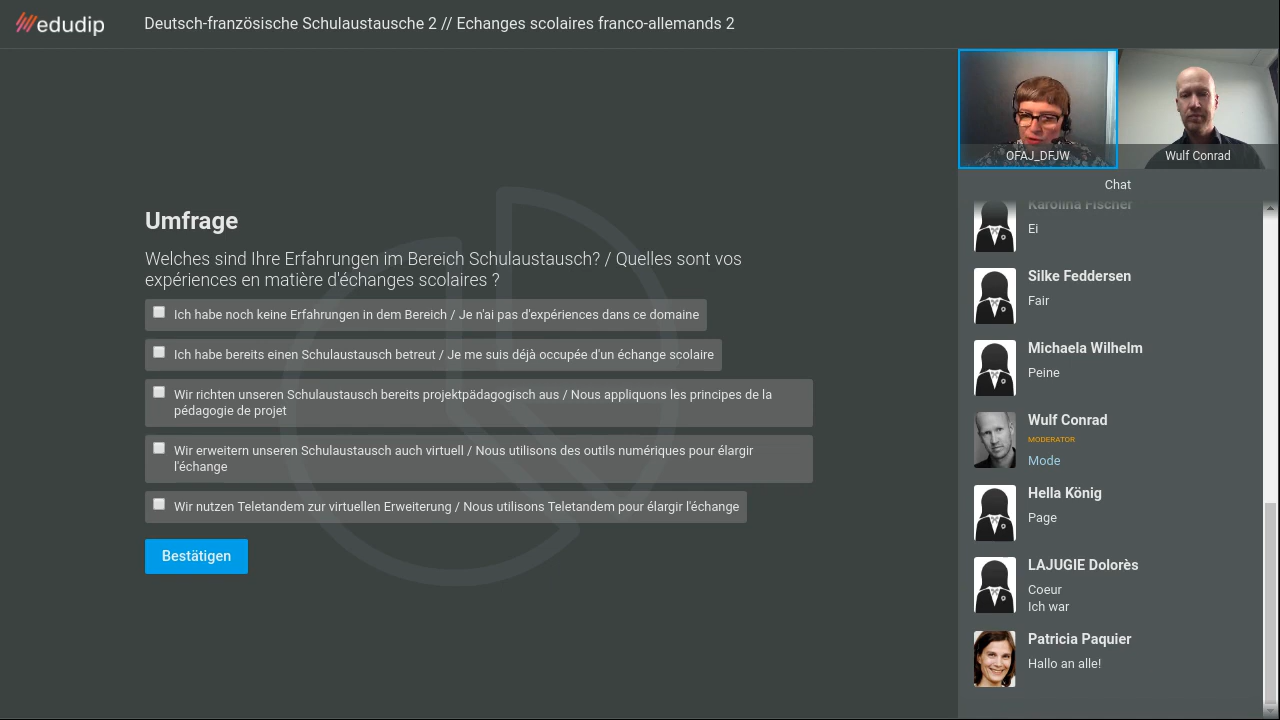 edudip
Deutsch-französische Schulaustausche 2 // Echanges scolaires franco-allemands 2
OFAJ_DFJW
Wulf Conrad
Umfrage
Welches sind Ihre Erfahrungen im Bereich Schulaustausch? / Quelles sont vos
expériences en matière d'échanges scolaires ?
Ich habe noch keine Erfahrungen in dem Bereich / Je n'ai pas d'expériences dans ce domaine
Ich habe bereits einen Schulaustausch betreut / Je me suis déjà occupée d'un échange scolaire
Wir richten unseren Schulaustausch bereits projektpädagogisch aus / Nous appliquons les principes de la
pédagogie de projet
Wir erweitern unseren Schulaustausch auch virtuell / Nous utilisons des outils numériques pour élargir
l'échange
Wir nutzen Teletandem zur virtuellen Erweiterung / Nous utilisons Teletandem pour élargir l'échange
Bestätigen
Chat
Karolina Fischer
Ei
Silke Feddersen
Fair
Michaela Wilhelm
Peine
Wulf Conrad
MODERATOR
Mode
Hella König
Page
LAJUGIE Dolorès
Coeur
Ich war
Patricia Paquier
Hallo an alle!